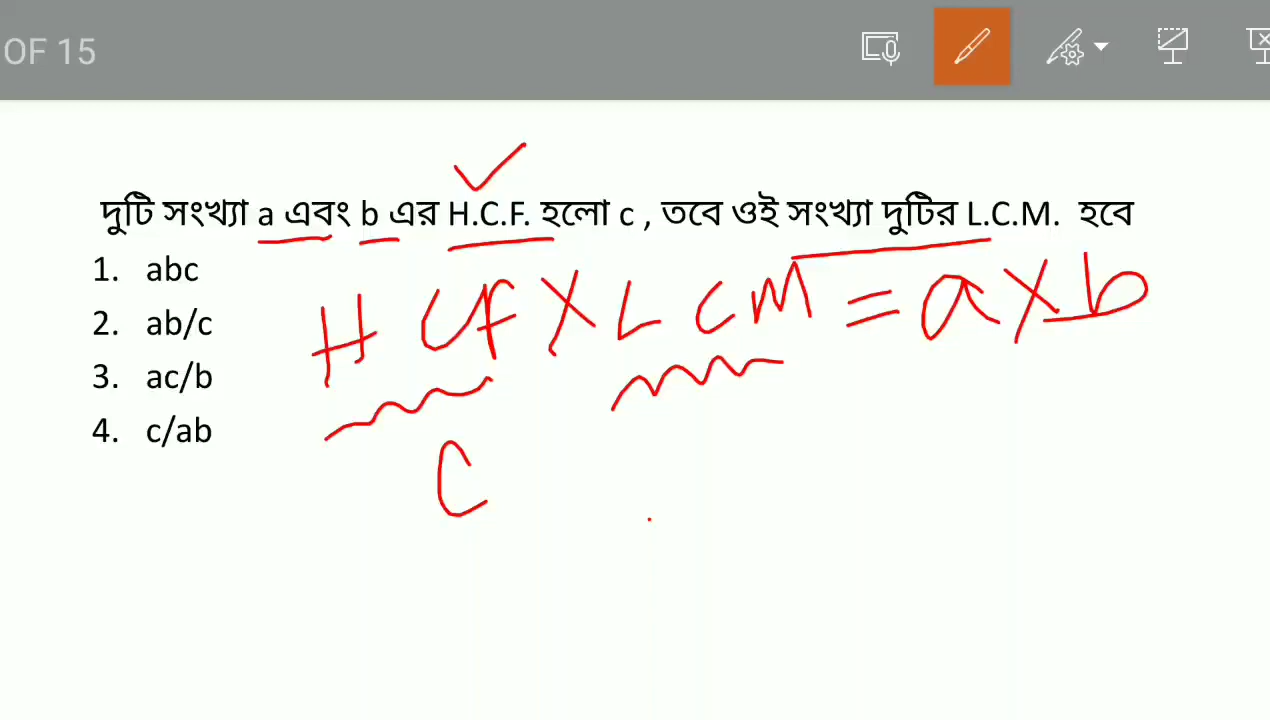 OF 15
দুটি সংখ্যা a এবং b এর H.C.F. হলো c , তবে ওই সংখ্যা দুটির L.C.M. হবে
1. abc
2. ab/c
3. ac/b
4. c/ab
HCF X LCM = a X b
C